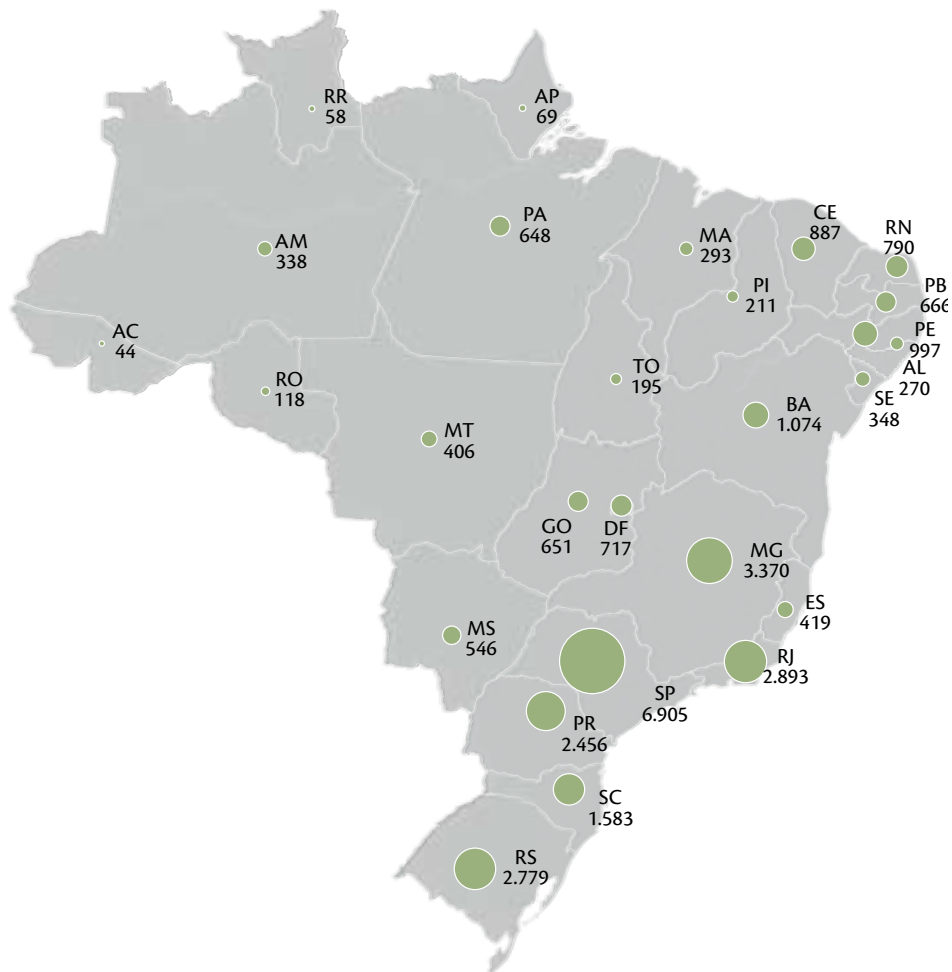 RR
58
AP
69
PA
648
AM
338
MA
293
CE
887
RN
790
PI
211
PB
666
AC
44
PE
997
RO
118
TO
195
AL
270
SE
348
BA
1.074
MT
406
GO
651
DF
717
MG
3.370
ES
419
MS
546
RJ
2.893
SP
6.905
PR
2.456
SC
1.583
RS
2.779